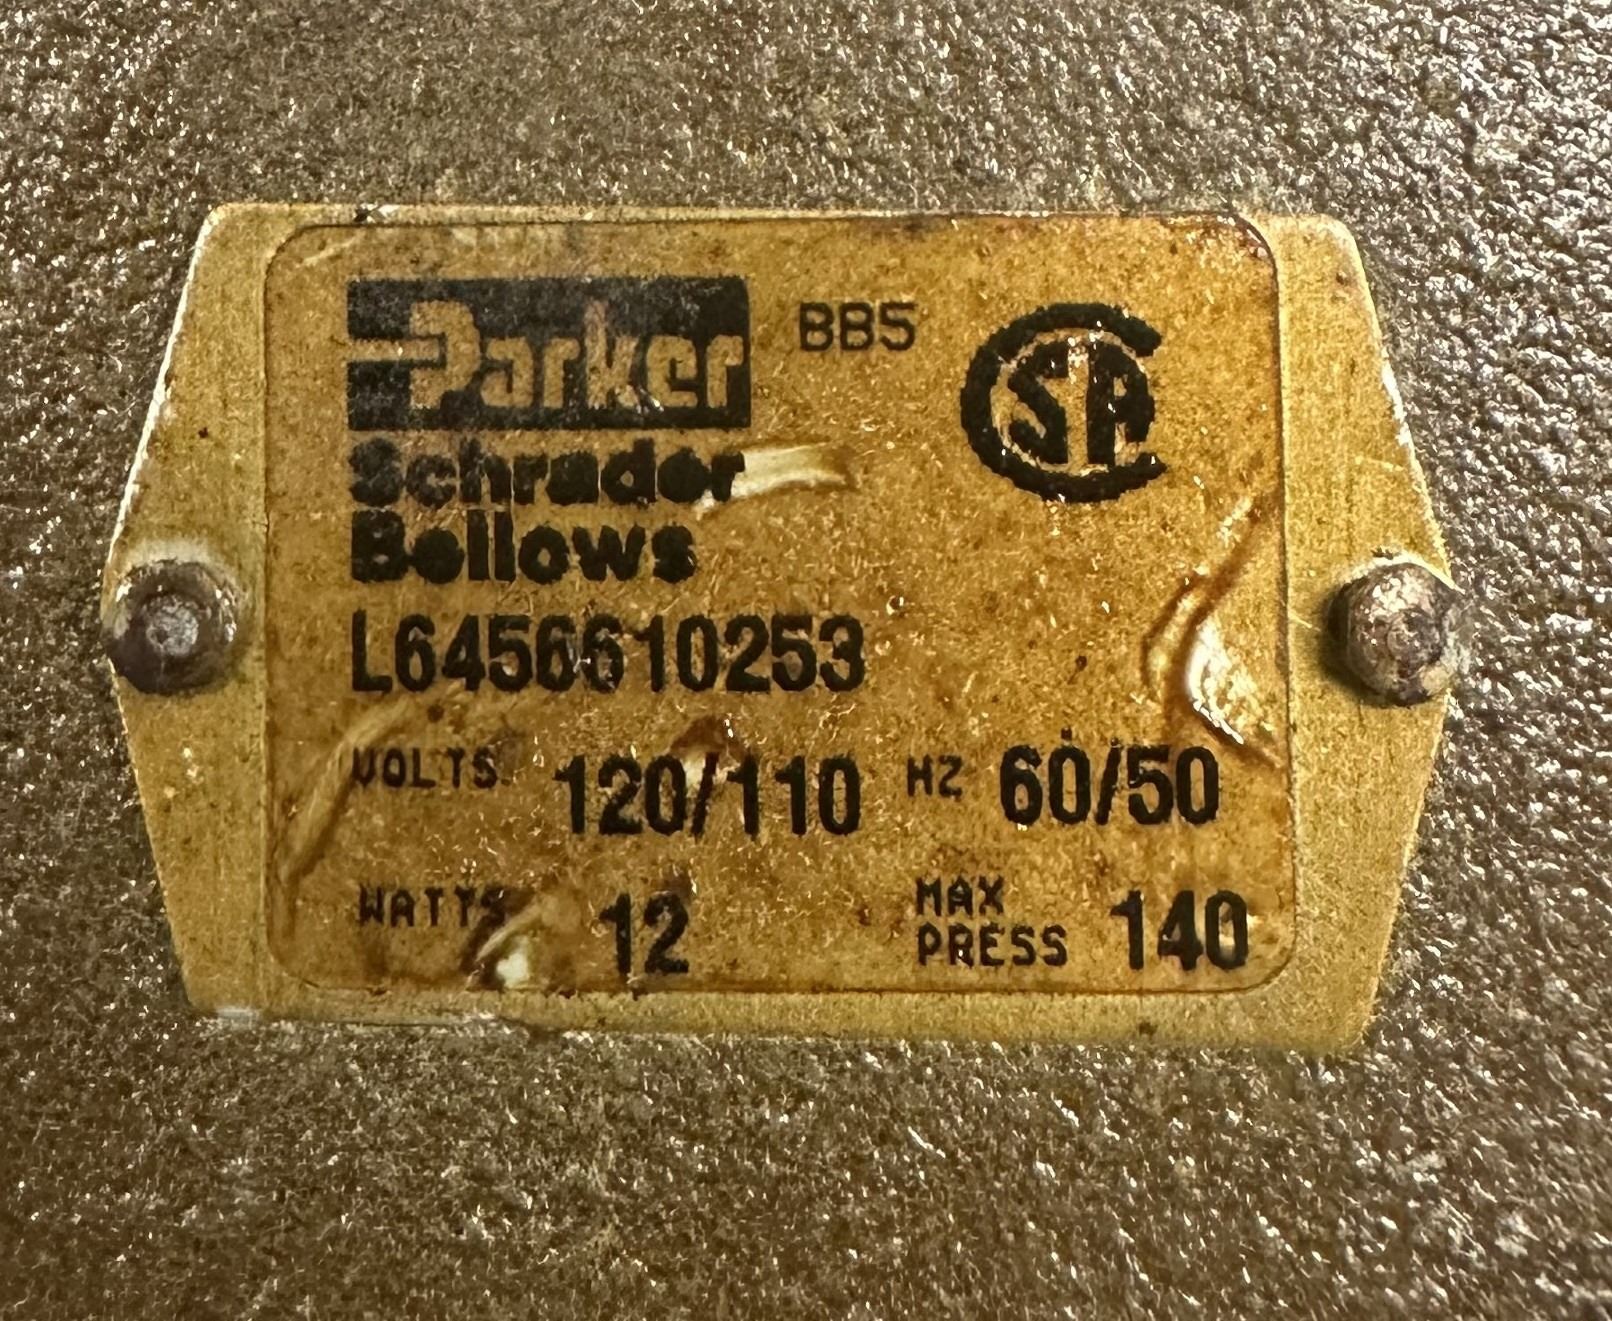 Parker BB5 CSA
Schrader
Bellows
L6456610253
VOLTS 120/110 HZ 60/50
WATTS 12 MAX PRESS 140